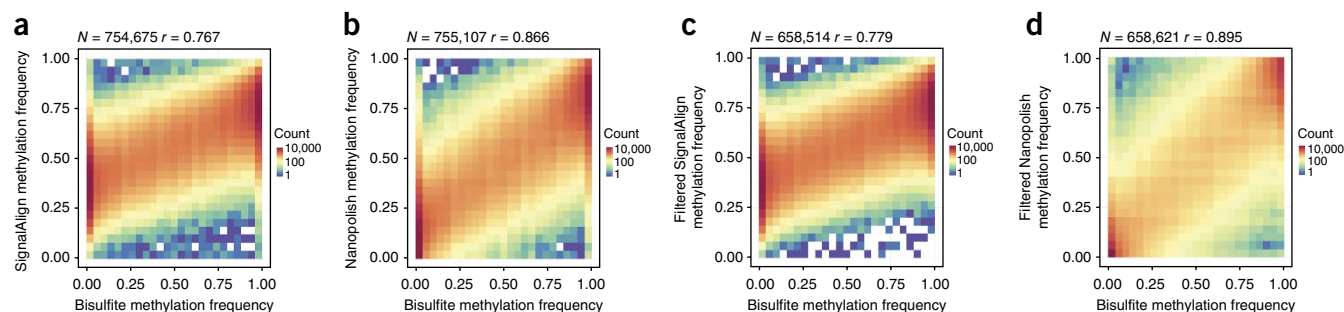 a
N = 754,675 r = 0.767
SignalAlign methylation frequency
1.00
0.75
0.50
0.25
0.00
0.00 0.25 0.50 0.75 1.00
Bisulfite methylation frequency
Count
10,000
100
1
b
N = 755,107 r = 0.866
Nanopolish methylation frequency
1.00
0.75
0.50
0.25
0.00
0.00 0.25 0.50 0.75 1.00
Bisulfite methylation frequency
Count
10,000
100
1
c
N = 658,514 r = 0.779
Filtered SignalAlign
methylation frequency
1.00
0.75
0.50
0.25
0.00
0.00 0.25 0.50 0.75 1.00
Bisulfite methylation frequency
Count
10,000
100
1
d
N = 658,621 r = 0.895
Filtered Nanopolish
methylation frequency
1.00
0.75
0.50
0.25
0.00
0.00 0.25 0.50 0.75 1.00
Bisulfite methylation frequency
Count
10,000
100
1